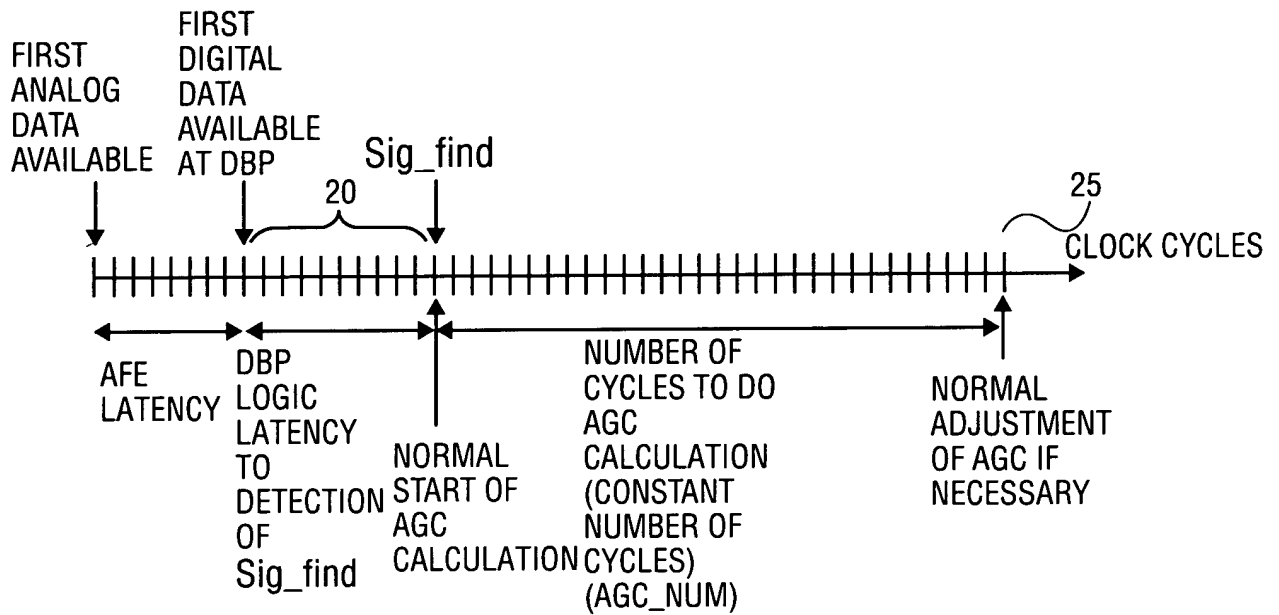 FIRST
ANALOG
DATA
AVAILABLE
FIRST
DIGITAL
DATA
AVAILABLE
AT DBP
20
Sig_find
25
CLOCK CYCLES
AFE
LATENCY
DBP
LOGIC
LATENCY
TO
DETECTION
OF
Sig_find
NORMAL
START OF
AGC
CALCULATION
NUMBER OF
CYCLES TO DO
AGC
CALCULATION
(CONSTANT
NUMBER OF
CYCLES)
(AGC_NUM)
NORMAL
ADJUSTMENT
OF AGC IF
NECESSARY